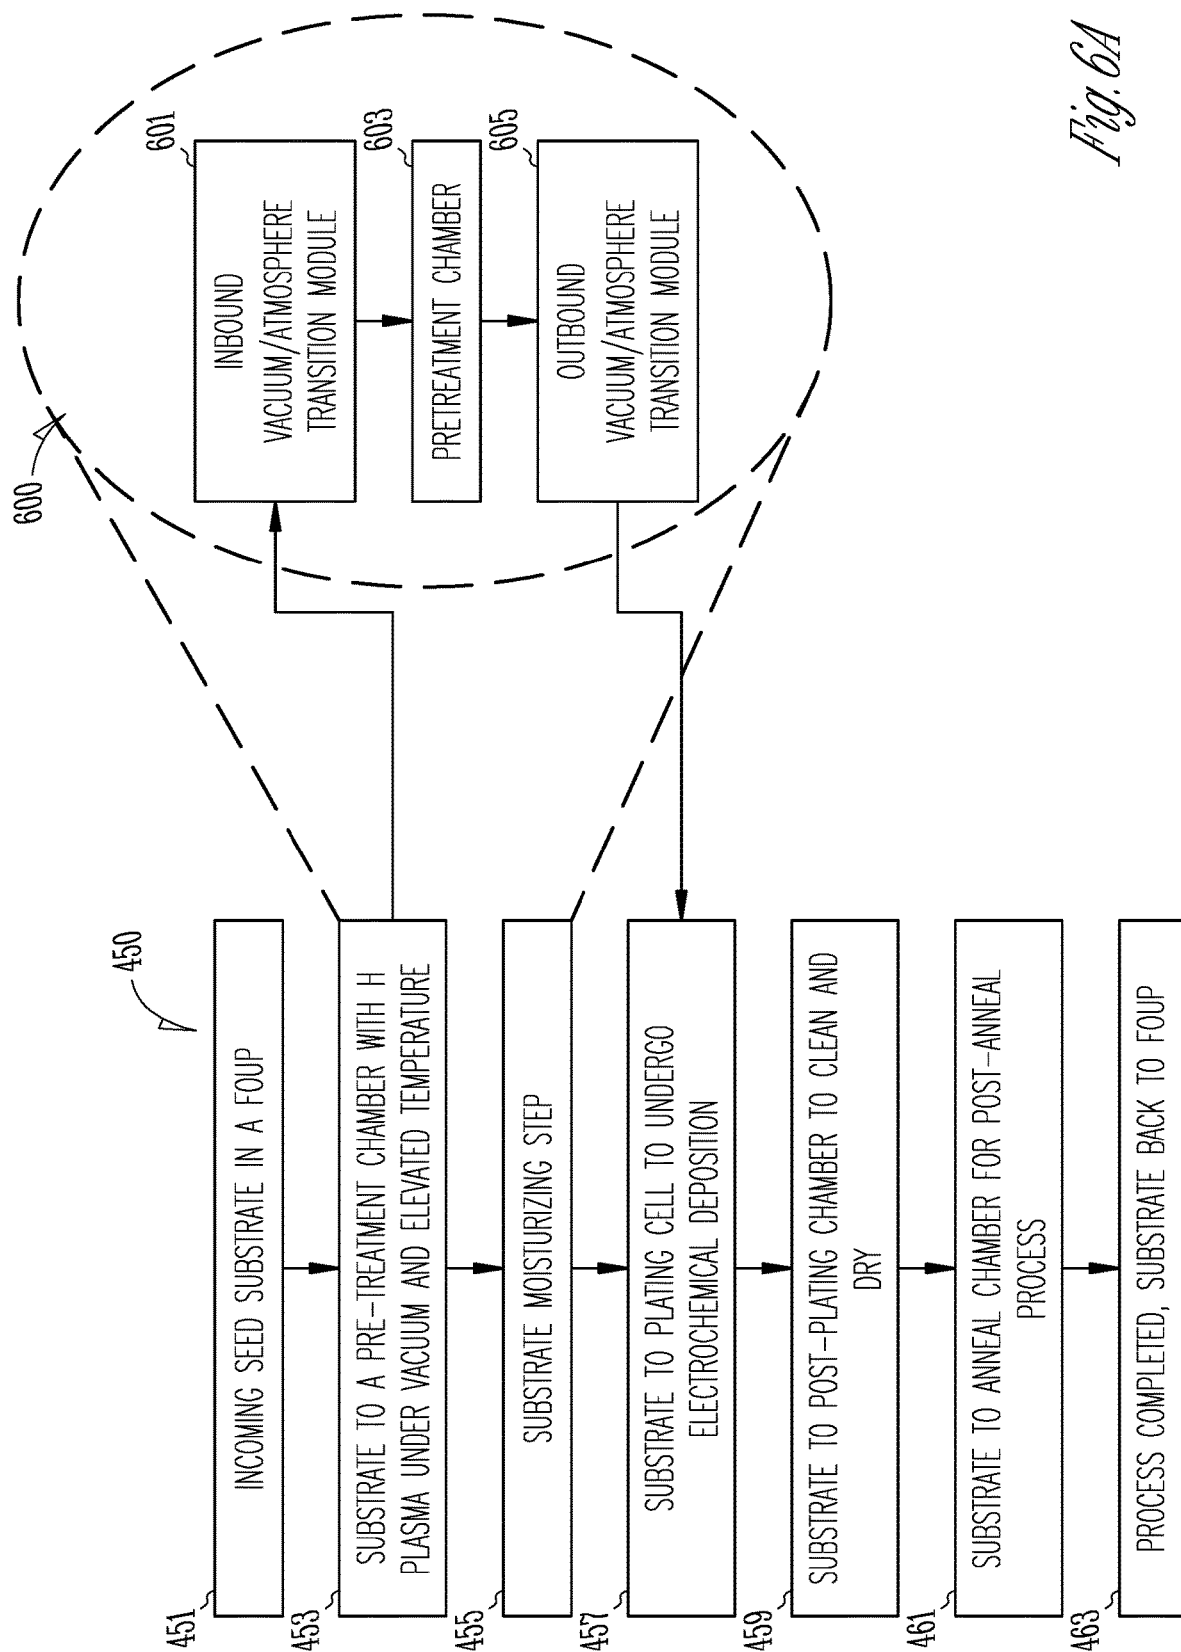 450
451
INCOMING SEED SUBSTRATE IN A FOUP
453
SUBSTRATE TO A PRE-TREATMENT CHAMBER WITH H
PLASMA UNDER VACUUM AND ELEVATED TEMPERATURE
455
SUBSTRATE MOISTURIZING STEP
457
SUBSTRATE TO PLATING CELL TO UNDERGO
ELECTROCHEMICAL DEPOSITION
459
SUBSTRATE TO POST-PLATING CHAMBER TO CLEAN AND
DRY
461
SUBSTRATE TO ANNEAL CHAMBER FOR POST-ANNEAL
PROCESS
463
PROCESS COMPLETED, SUBSTRATE BACK TO FOUP
600
601
INBOUND
VACUUM/ATMOSPHERE
TRANSITION MODULE
603
PRETREATMENT CHAMBER
605
OUTBOUND
VACUUM/ATMOSPHERE
TRANSITION MODULE
Fig. 6A